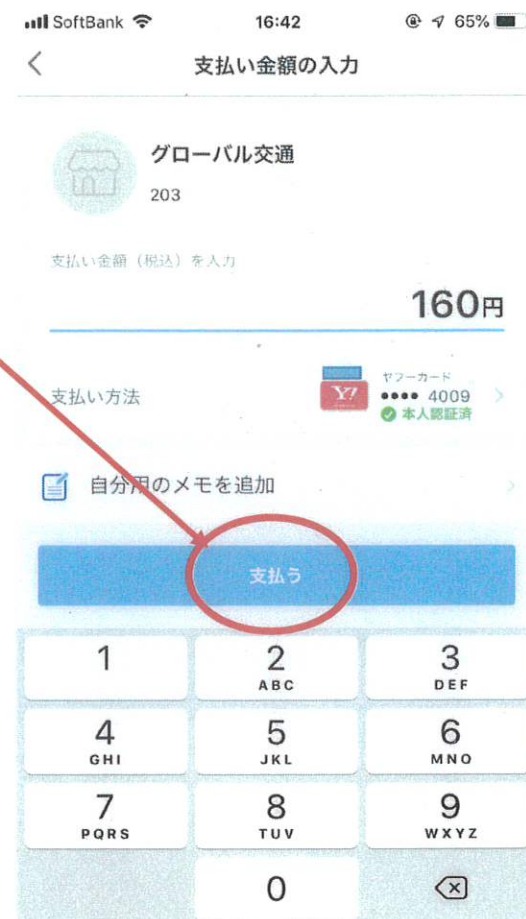 SoftBank 16:42 65%
支払い金額の入力
グローバル交通
203
支払い金額（税込）を入力
160円
支払い方法
Y!
ヤフーカード
•••• 4009
本人認証済
自分用のメモを追加
支払う
1 2 3
ABC DEF
4 5 6
GHI JKL MNO
7 8 9
PQRS TUV WXYZ
0